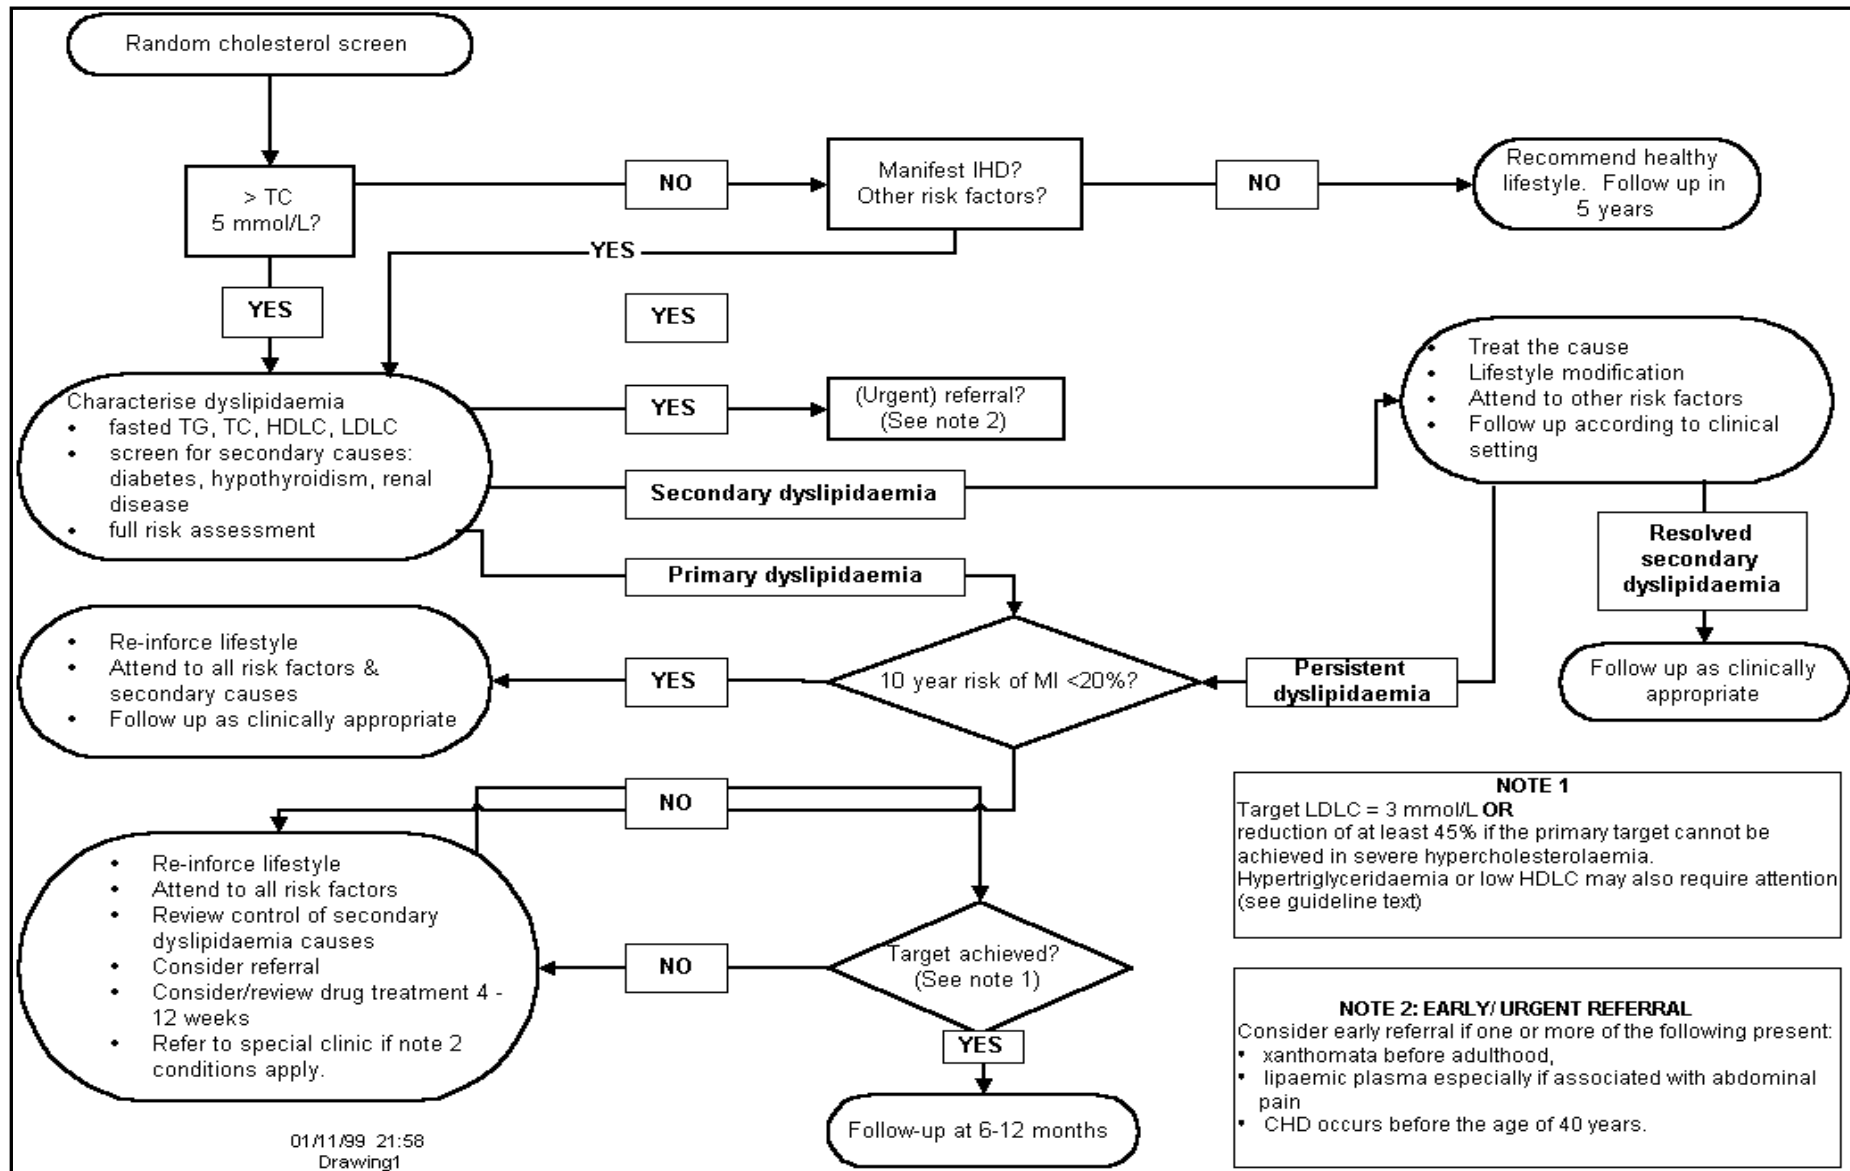 Random cholesterol screen
> TC
5 mmol/L?
NO
Manifest IHD?
Other risk factors?
NO
Recommend healthy
lifestyle. Follow up in
5 years
YES
YES
YES
Characterise dyslipidaemia
• fasted TG, TC, HDLC, LDLC
• screen for secondary causes:
diabetes, hypothyroidism, renal
disease
• full risk assessment
YES
(Urgent) referral?
(See note 2)
• Treat the cause
• Lifestyle modification
• Attend to other risk factors
• Follow up according to clinical
setting
Secondary dyslipidaemia
Primary dyslipidaemia
Resolved
secondary
dyslipidaemia
Follow up as clinically
appropriate
• Re-inforce lifestyle
• Attend to all risk factors &
secondary causes
• Follow up as clinically appropriate
YES
10 year risk of MI <20%?
Persistent
dyslipidaemia
NO
• Re-inforce lifestyle
• Attend to all risk factors
• Review control of secondary
dyslipidaemia causes
• Consider referral
• Consider/review drug treatment 4 -
12 weeks
• Refer to special clinic if note 2
conditions apply.
NO
Target achieved?
(See note 1)
YES
Follow-up at 6-12 months
NOTE 1
Target LDLC = 3 mmol/L OR
reduction of at least 45% if the primary target cannot be
achieved in severe hypercholesterolaemia.
Hypertriglyceridaemia or low HDLC may also require attention
(see guideline text)
NOTE 2: EARLY/ URGENT REFERRAL
Consider early referral if one or more of the following present:
• xanthomata before adulthood,
• lipaemic plasma especially if associated with abdominal
pain
• CHD occurs before the age of 40 years.
01/11/99 21:58
Drawing1